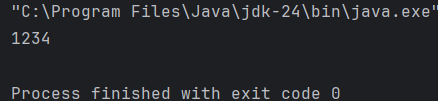 "C:\Program Files\Java\jdk-24\bin\java.exe"
1234
Process finished with exit code 0